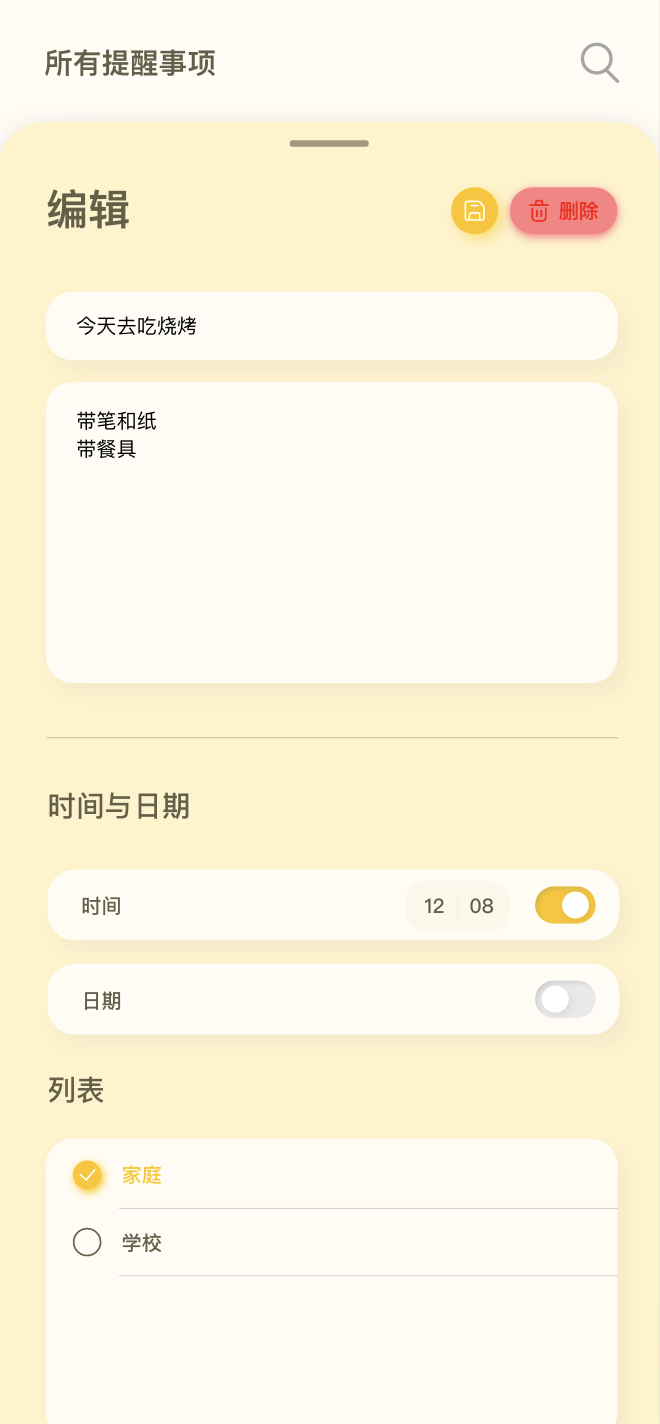 所有提醒事项
编辑
删除
今天去吃烧烤
带笔和纸
带餐具
时间与日期
时间 12 08
日期
列表
家庭
学校